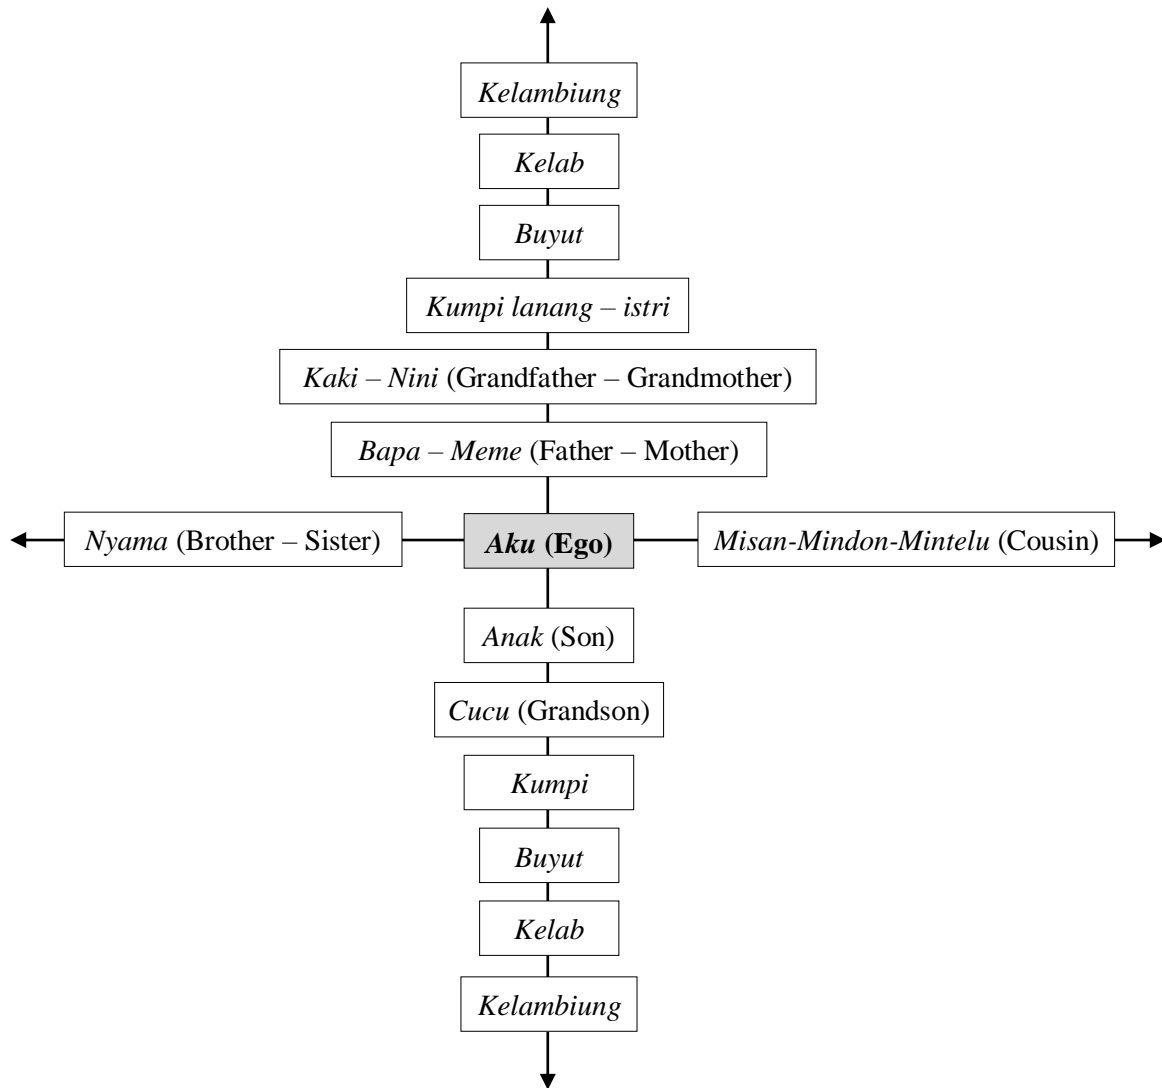 Kelambiung
Kelab
Buyut
Kumpi lanang – istri
Kaki – Nini (Grandfather – Grandmother)
Bapa – Meme (Father – Mother)
Nyama (Brother – Sister)
Aku (Ego)
Misan-Mindon-Mintelu (Cousin)
Anak (Son)
Cucu (Grandson)
Kumpi
Buyut
Kelab
Kelambiung